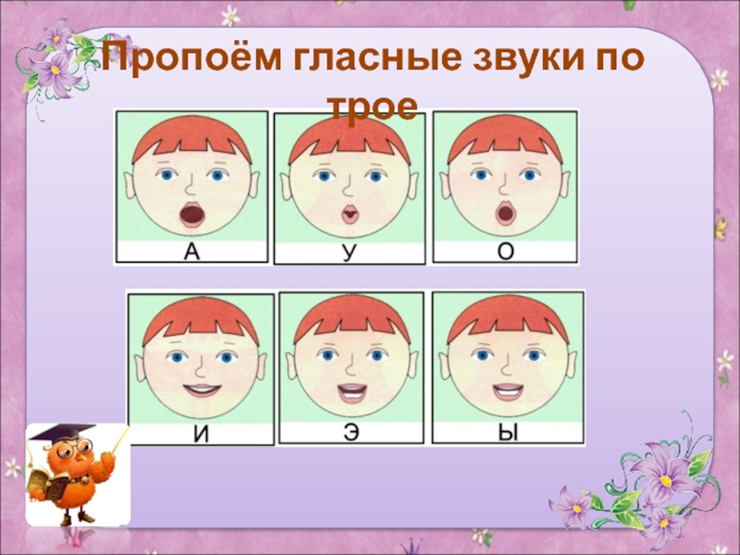 Пропоём гласные звуки по
трое
А У О
И Э Ы